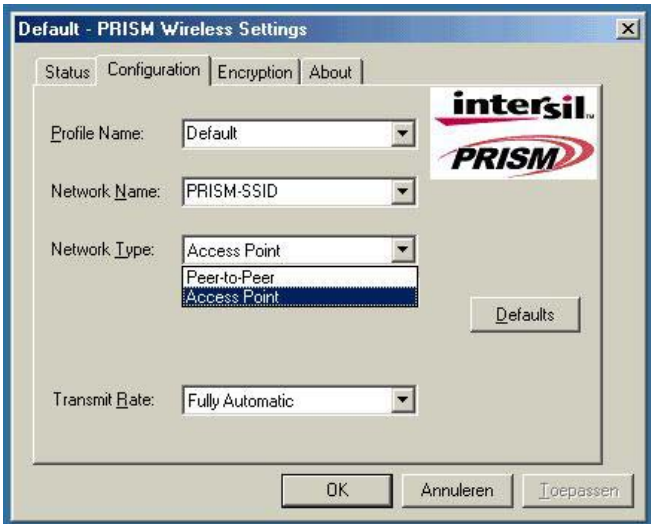 Default - PRISM Wireless Settings
Status Configuration Encryption About
intersil™
PRISM
Profile Name: Default
Network Name: PRISM-SSID
Network Type: Access Point
Peer-to-Peer
Access Point
Defaults
Transmit Rate: Fully Automatic
OK Annuleren Toepassen